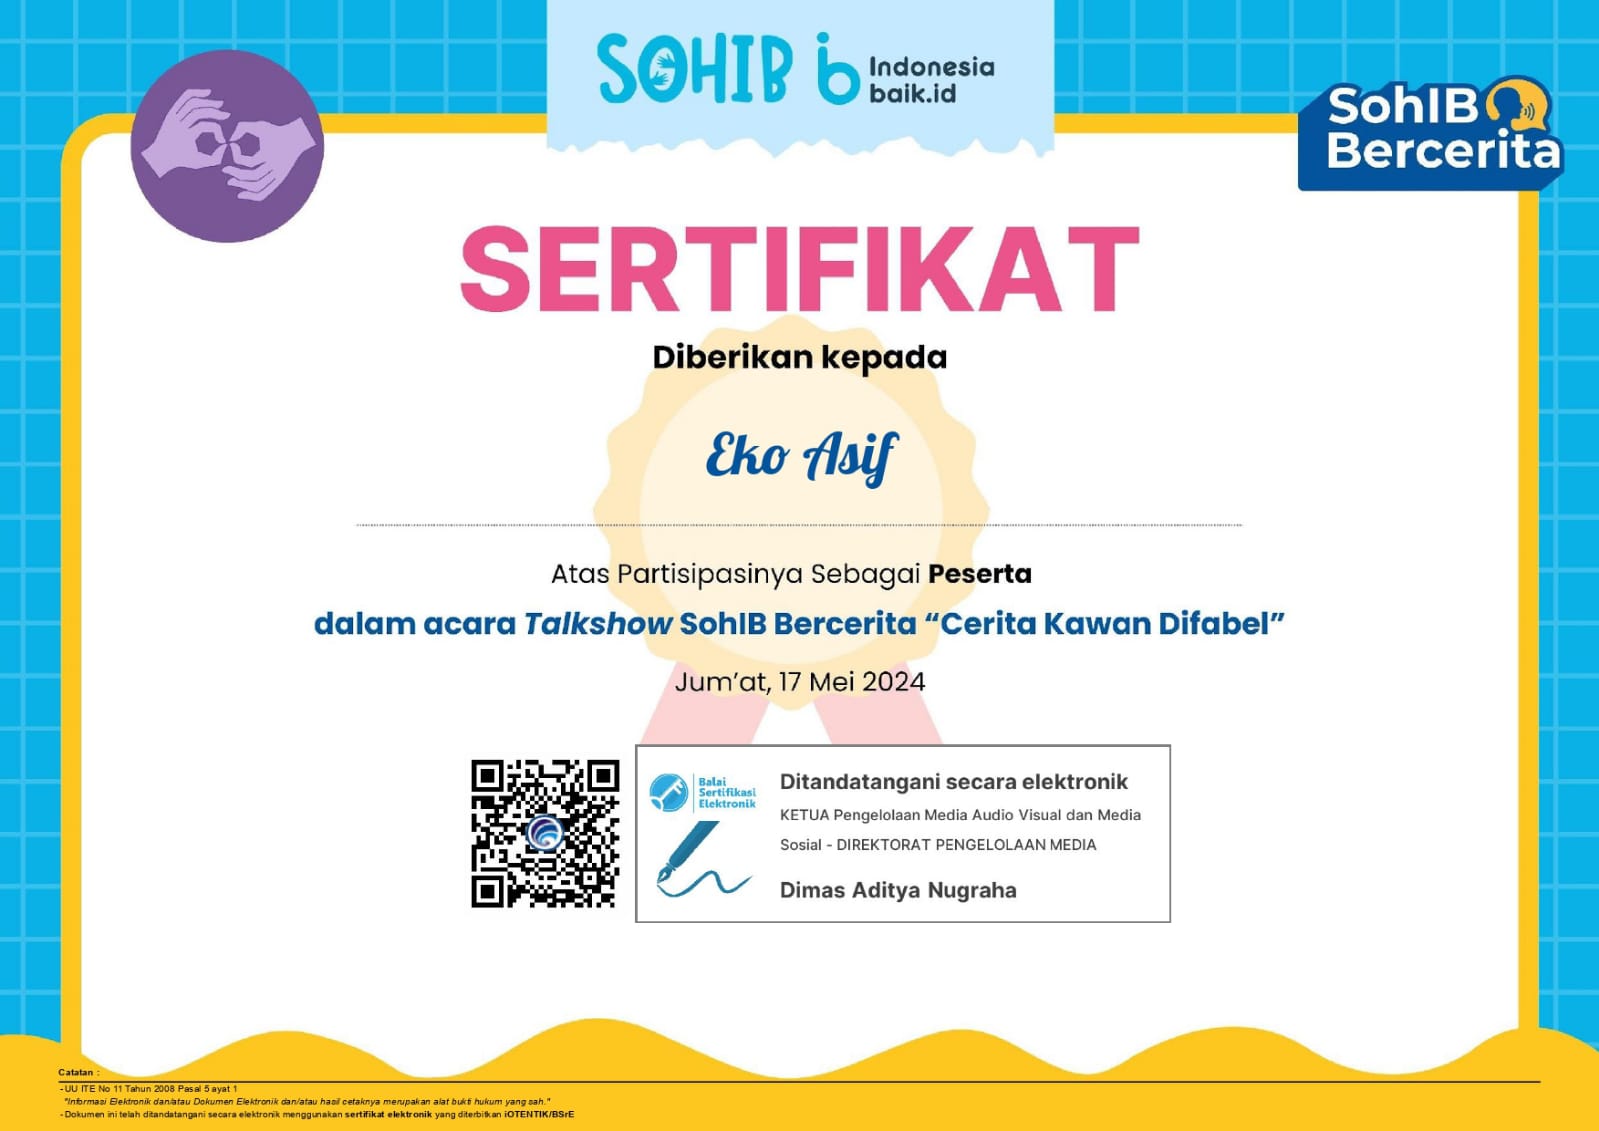 SOHIB
Indonesia
baik.id
SohIB
Bercerita
SERTIFIKAT
Diberikan kepada
Eko Asif
Atas Partisipasinya Sebagai Peserta
dalam acara Talkshow SohIB Bercerita “Cerita Kawan Difabel”
Jum’at, 17 Mei 2024
Balai
Sertifikasi
Elektronik
Ditandatangani secara elektronik
KETUA Pengelolaan Media Audio Visual dan Media
Sosial - DIREKTORAT PENGELOLAAN MEDIA
Dimas Aditya Nugraha
Catatan :
- UU ITE No 11 Tahun 2008 Pasal 5 ayat 1
"Informasi Elektronik dan/atau Dokumen Elektronik dan/atau hasil cetaknya merupakan alat bukti hukum yang sah."
- Dokumen ini telah ditandatangani secara elektronik menggunakan sertifikat elektronik yang diterbitkan iOTENTIK/BSrE